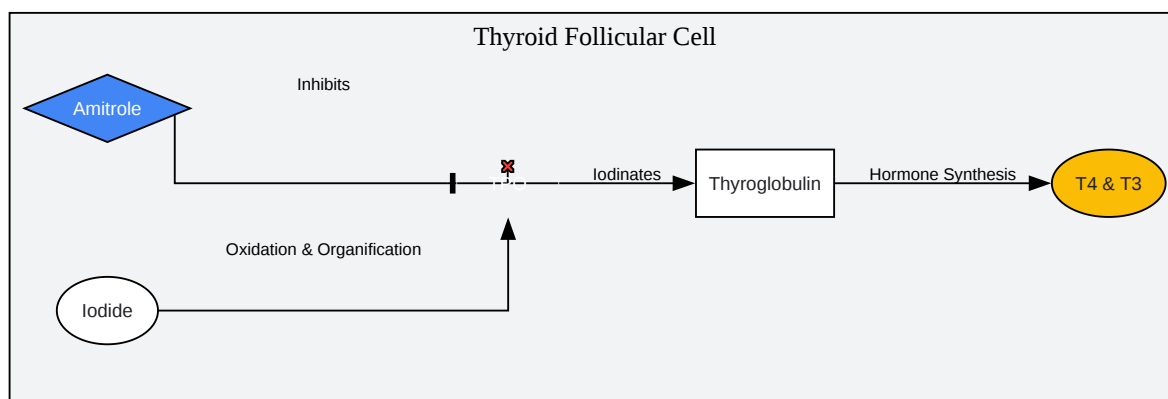 Thyroid Follicular Cell
Inhibits
Amitrole
Iodinates
Thyroglobulin
Hormone Synthesis
T4 & T3
Oxidation & Organification
Iodide